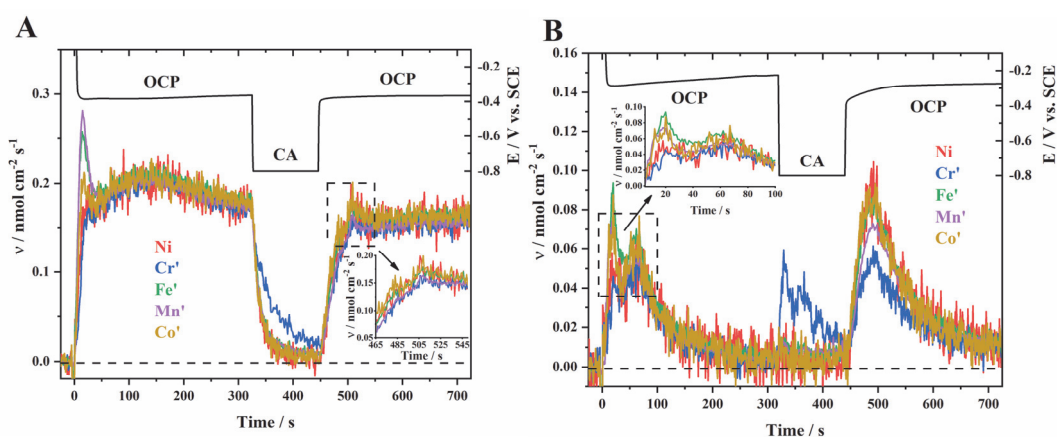 A
OCP
OCP
CA
ν / nmol cm⁻² s⁻¹
0.3
0.2
0.1
0.0
-0.2
-0.4
-0.6
-0.8
E / V vs. SCE
Ni
Cr'
Fe'
Mn'
Co'
ν / nmol cm⁻² s⁻¹
0.20
0.15
0.10
0.05
465 485 505 525 545
Time / s
0 100 200 300 400 500 600 700
Time / s
B
OCP
OCP
CA
ν / nmol cm⁻² s⁻¹
0.16
0.14
0.12
0.10
0.08
0.06
0.04
0.02
0.00
-0.2
-0.4
-0.6
-0.8
E / V vs. SCE
ν / nmol cm⁻² s⁻¹
0.10
0.08
0.06
0.04
0.02
0.00
20 40 60 80 100
Time / s
Ni
Cr'
Fe'
Mn'
Co'
0 100 200 300 400 500 600 700
Time / s